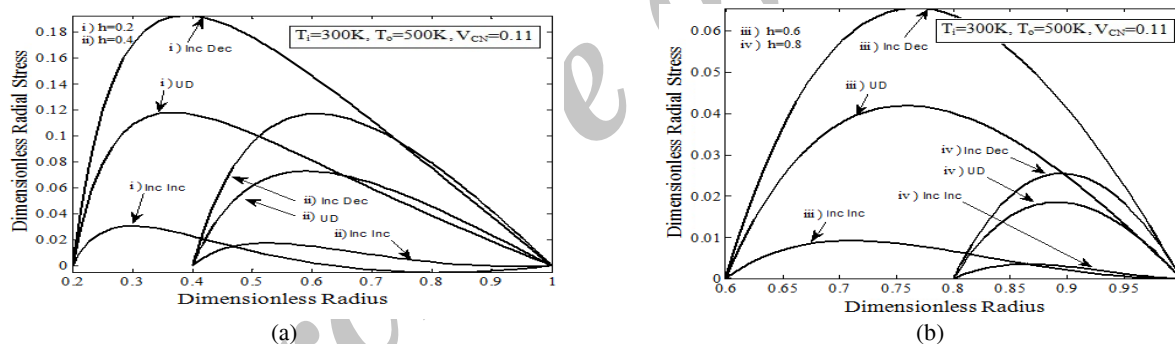 i ) h=0.2
ii ) h=0.4
T_i=300K, T_o=500K, V_CN=0.11
i ) Inc Dec
i ) UD
i ) Inc Inc
ii ) Inc Dec
ii ) UD
ii) Inc Inc
0.18
0.16
0.14
0.12
0.1
0.08
0.06
0.04
0.02
0
0.2
0.3
0.4
0.5
0.6
0.7
0.8
0.9
1
Dimensionless Radial Stress
Dimensionless Radius
(a)
iii ) h=0.6
iv ) h=0.8
T_i=300K, T_o=500K, V_CN=0.11
iii ) Inc Dec
iii ) UD
iii ) Inc Inc
iv ) Inc Dec
iv ) UD
iv ) Inc Inc
0.06
0.05
0.04
0.03
0.02
0.01
0
0.6
0.65
0.7
0.75
0.8
0.85
0.9
0.95
Dimensionless Radial Stress
Dimensionless Radius
(b)